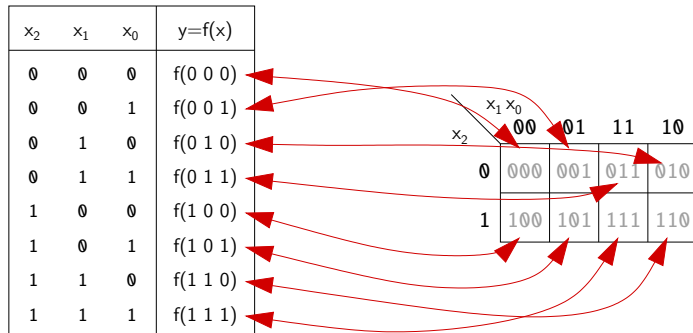 x2 x1 x0 y=f(x)
0 0 0 f(0 0 0)
0 0 1 f(0 0 1)
0 1 0 f(0 1 0)
0 1 1 f(0 1 1)
1 0 0 f(1 0 0)
1 0 1 f(1 0 1)
1 1 0 f(1 1 0)
1 1 1 f(1 1 1)
x1 x0
00 01 11 10
x2
0 000 001 011 010
1 100 101 111 110